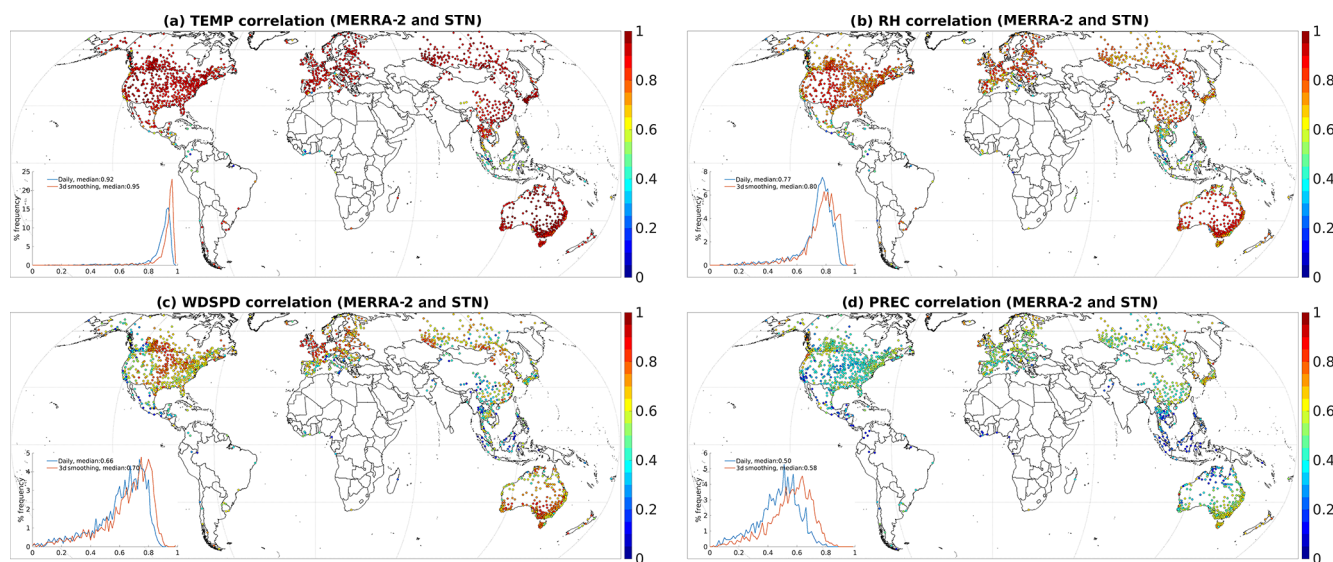 (a) TEMP correlation (MERRA-2 and STN)
1
0.8
0.6
0.4
0.2
0
25
20
15
10
5
0
% frequency
Daily, median:0.92
3d smoothing, median:0.95
0 0.2 0.4 0.6 0.8 1
(b) RH correlation (MERRA-2 and STN)
1
0.8
0.6
0.4
0.2
0
8
6
4
2
0
% frequency
Daily, median:0.77
3d smoothing, median:0.80
0 0.2 0.4 0.6 0.8 1
(c) WDSPD correlation (MERRA-2 and STN)
1
0.8
0.6
0.4
0.2
0
5
4
3
2
1
0
% frequency
Daily, median:0.66
3d smoothing, median:0.70
0 0.2 0.4 0.6 0.8 1
(d) PREC correlation (MERRA-2 and STN)
1
0.8
0.6
0.4
0.2
0
6
5
4
3
2
1
0
% frequency
Daily, median:0.50
3d smoothing, median:0.58
0 0.2 0.4 0.6 0.8 1